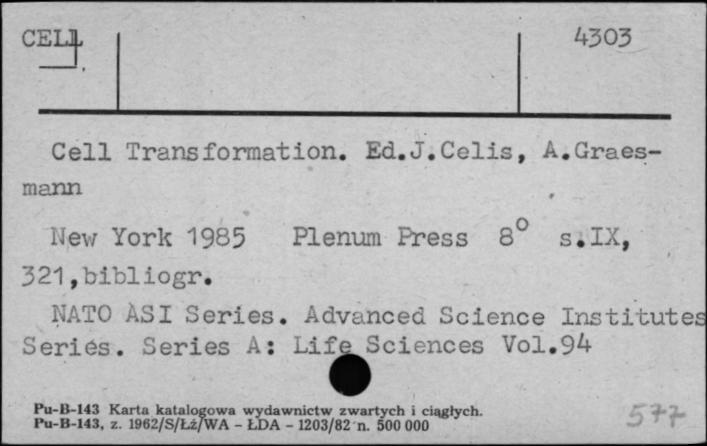 CELL 4303
Cell Transformation. Ed.J.Celis, A.Graes-
mann
New York 1985 Plenum Press 8° s.IX,
321,bibliogr.
NATO ASI Series. Advanced Science Institutes
Series. Series A: Life Sciences Vol.94
Pu-B-143 Karta katalogowa wydawnictw zwartych i ciągłych.
Pu-B-143, z. 1962/S/Łż/WA - ŁDA - 1203/82 n. 500 000
577